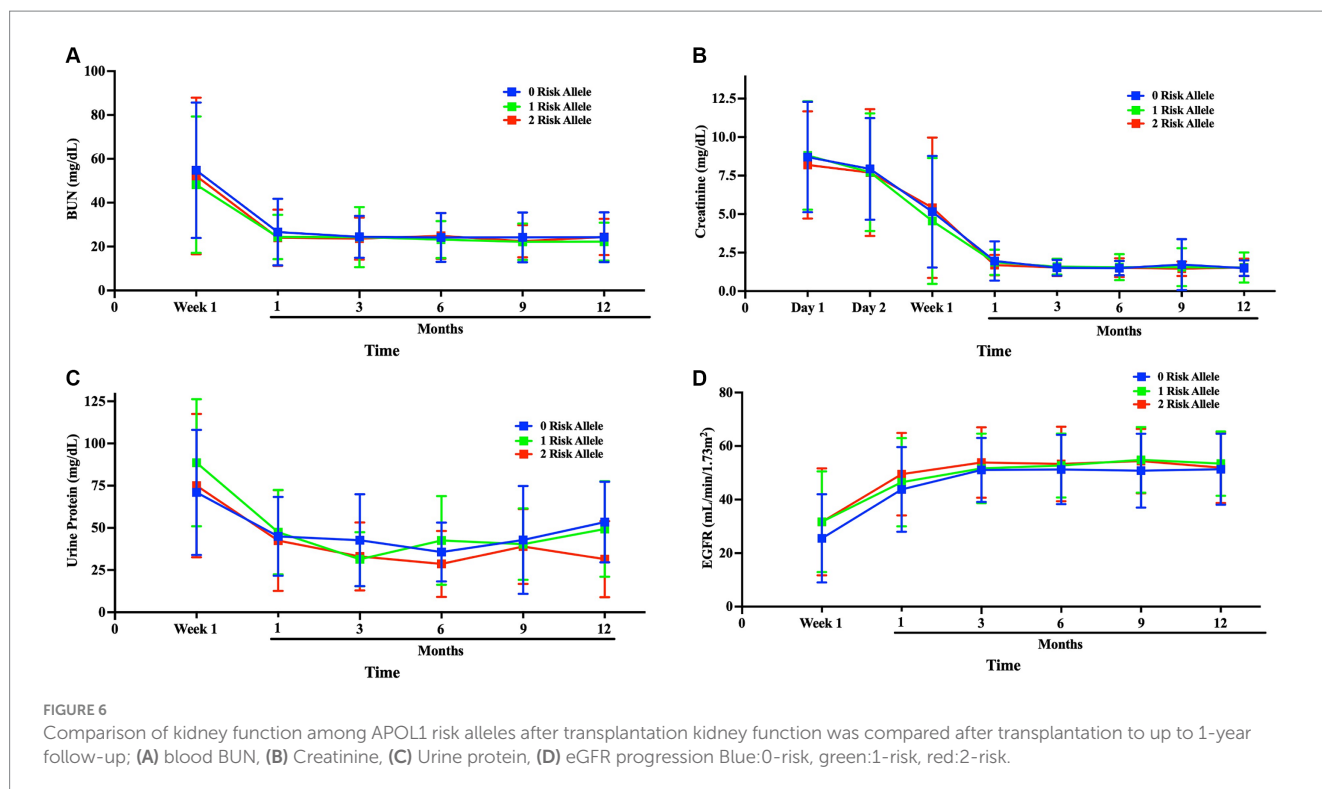 A
100
80
60
40
20
0
BUN (mg/dL)
0 Risk Allele
1 Risk Allele
2 Risk Allele
0
Week 1
1
3
6
9
12
Months
Time
B
12.5
10.0
7.5
5.0
2.5
0.0
Creatinine (mg/dL)
0 Risk Allele
1 Risk Allele
2 Risk Allele
0
Day 1
Day 2
Week 1
1
3
6
9
12
Months
Time
C
125
100
75
50
25
0
Urine Protein (mg/dL)
0 Risk Allele
1 Risk Allele
2 Risk Allele
0
Week 1
1
3
6
9
12
Months
Time
D
80
60
40
20
0
EGFR (mL/min/1.73m²)
0 Risk Allele
1 Risk Allele
2 Risk Allele
0
Week 1
1
3
6
9
12
Months
Time
FIGURE 6
Comparison of kidney function among APOL1 risk alleles after transplantation kidney function was compared after transplantation to up to 1-year
follow-up; (A) blood BUN, (B) Creatinine, (C) Urine protein, (D) eGFR progression Blue:0-risk, green:1-risk, red:2-risk.